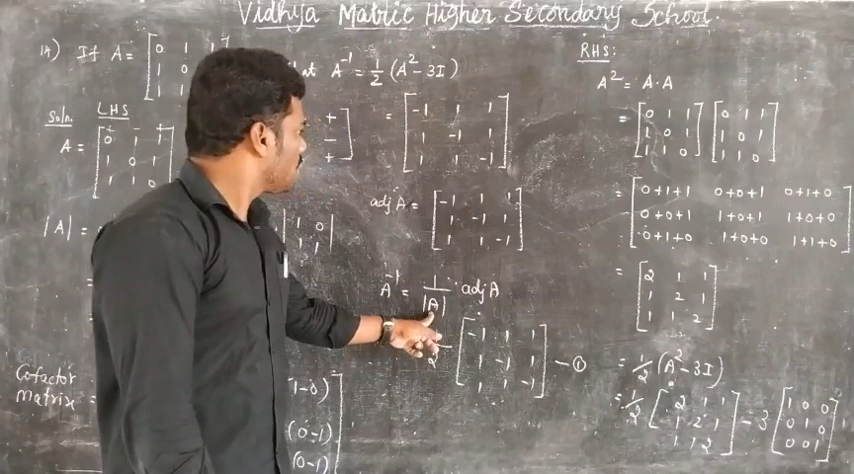 Vidhya Matric Higher Secondary School.
14) If A = [ 0 1 1
1 0
1 1
at A⁻¹ = 1/2 (A² - 3I)
Soln. LHS
+ - +
A = [ 0 1 1
1 0 1
1 1 0
+
-
+ ]
|A| =
| 1 0
1 1 |
Cofactor
matrix =
1-0)
(0-1)
(0-1) ]
= [ -1 1 1
1 -1 1
1 1 -1 ]
adj A = [ -1 1 1
1 -1 1
1 1 -1 ]
A⁻¹ = 1/|A| · adj A
2 [ -1 1 1
1 -1 1
1 1 -1 ] - ①
RHS:
A² = A·A
= [ 0 1 1 ] [ 0 1 1 ]
[ 1 0 1 ] [ 1 0 1 ]
[ 1 1 0 ] [ 1 1 0 ]
= [ 0+1+1 0+0+1 0+1+0
0+0+1 1+0+1 1+0+0
0+1+0 1+0+0 1+1+0 ]
= [ 2 1 1
1 2 1
1 1 2 ]
= 1/2 (A² - 3I)
= 1/2 [ 2 1 1 ] - 3 [ 1 0 0 ]
[ 1 2 1 ] [ 0 1 0 ]
[ 1 1 2 ] [ 0 0 1 ]